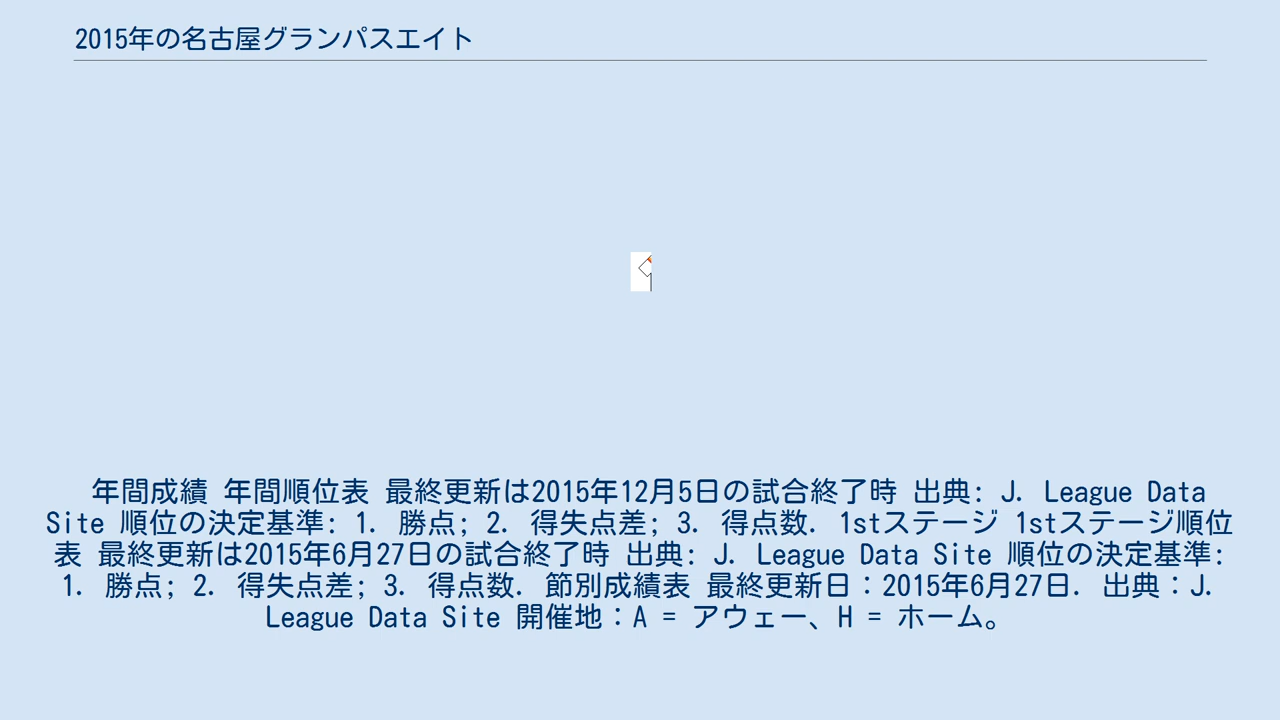 2015年の名古屋グランパスエイト
年間成績 年間順位表 最終更新は2015年12月5日の試合終了時 出典: J. League Data
Site 順位の決定基準: 1. 勝点; 2. 得失点差; 3. 得点数. 1stステージ 1stステージ順位
表 最終更新は2015年6月27日の試合終了時 出典: J. League Data Site 順位の決定基準:
1. 勝点; 2. 得失点差; 3. 得点数. 節別成績表 最終更新日：2015年6月27日. 出典：J.
League Data Site 開催地：A = アウェー、H = ホーム。